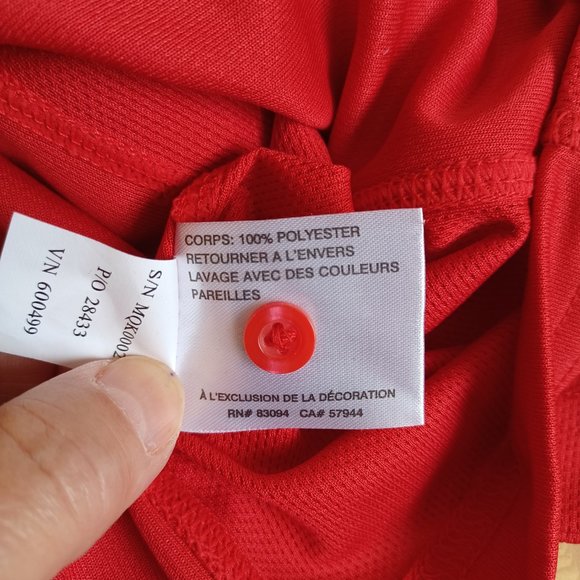 CORPS: 100% POLYESTER
RETOURNER A L'ENVERS
LAVAGE AVEC DES COULEURS
PAREILLES
À L'EXCLUSION DE LA DÉCORATION
RN# 83094 CA# 57944
S/N MQK0002
P/O 28433
V/N 600499